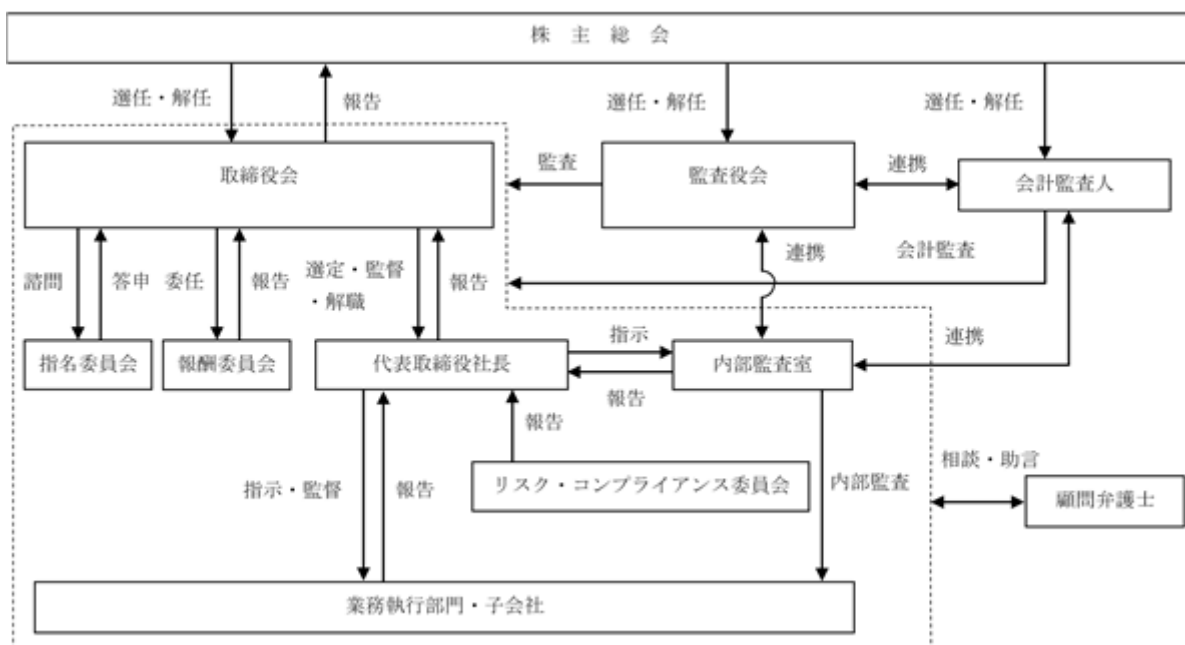 株主総会
選任・解任
報告
選任・解任
選任・解任
取締役会
監査
監査役会
連携
会計監査人
諮問
答申
委任
報告
選定・監督
・解職
報告
連携
会計監査
指名委員会
報酬委員会
代表取締役社長
指示
報告
内部監査室
連携
報告
リスク・コンプライアンス委員会
指示・監督
報告
内部監査
相談・助言
顧問弁護士
業務執行部門・子会社